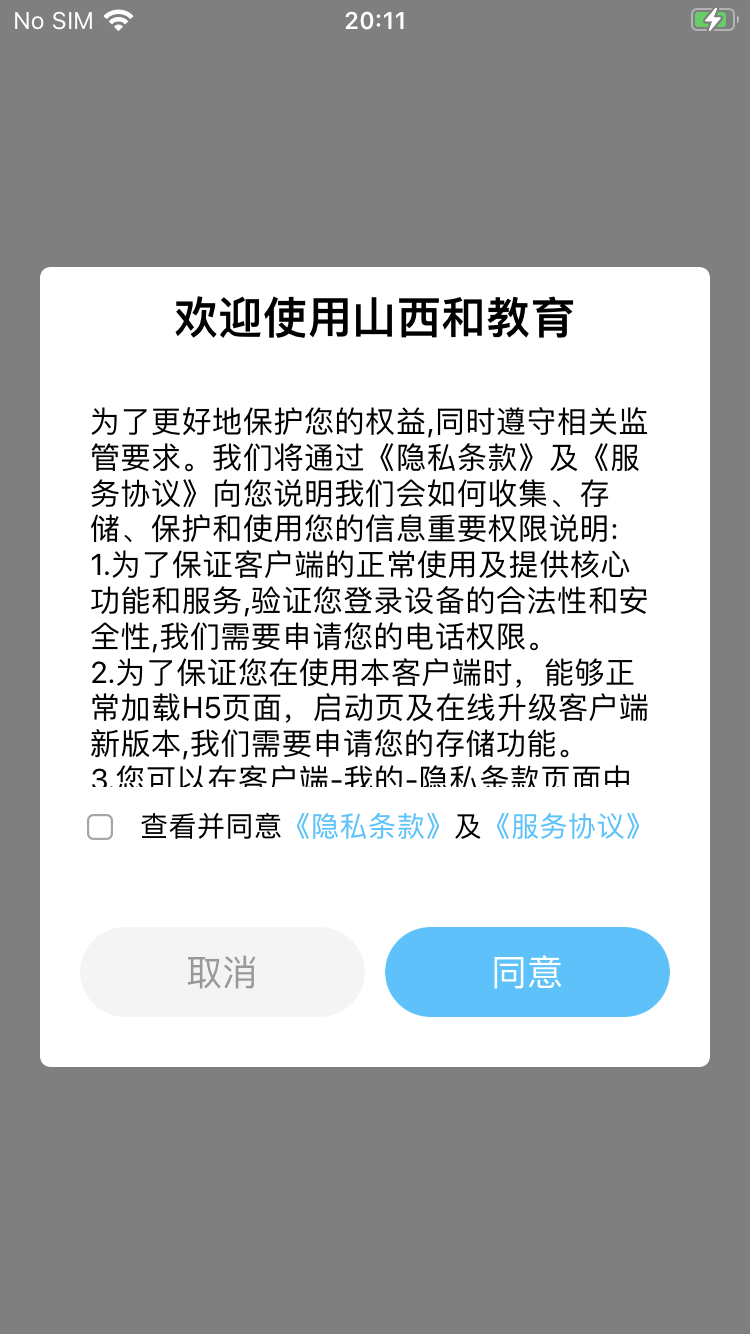 No SIM 20:11
欢迎使用山西和教育
为了更好地保护您的权益,同时遵守相关监
管要求。我们将通过《隐私条款》及《服
务协议》向您说明我们会如何收集、存
储、保护和使用您的信息重要权限说明:
1.为了保证客户端的正常使用及提供核心
功能和服务,验证您登录设备的合法性和安
全性,我们需要申请您的电话权限。
2.为了保证您在使用本客户端时，能够正
常加载H5页面，启动页及在线升级客户端
新版本,我们需要申请您的存储功能。
3.您可以在客户端-我的-隐私条款页面中
查看并同意《隐私条款》及《服务协议》
取消 同意